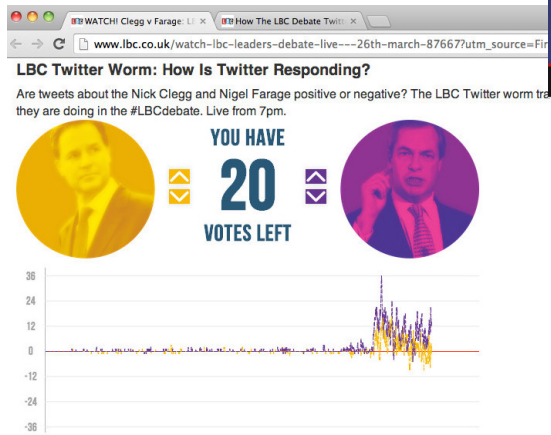 WATCH! Clegg v Farage: L
How The LBC Debate Twitt
www.lbc.co.uk/watch-lbc-leaders-debate-live---26th-march-87667?utm_source=Fir
LBC Twitter Worm: How Is Twitter Responding?
Are tweets about the Nick Clegg and Nigel Farage positive or negative? The LBC Twitter worm tra
they are doing in the #LBCdebate. Live from 7pm.
YOU HAVE
20
VOTES LEFT
36
24
12
0
-12
-24
-36